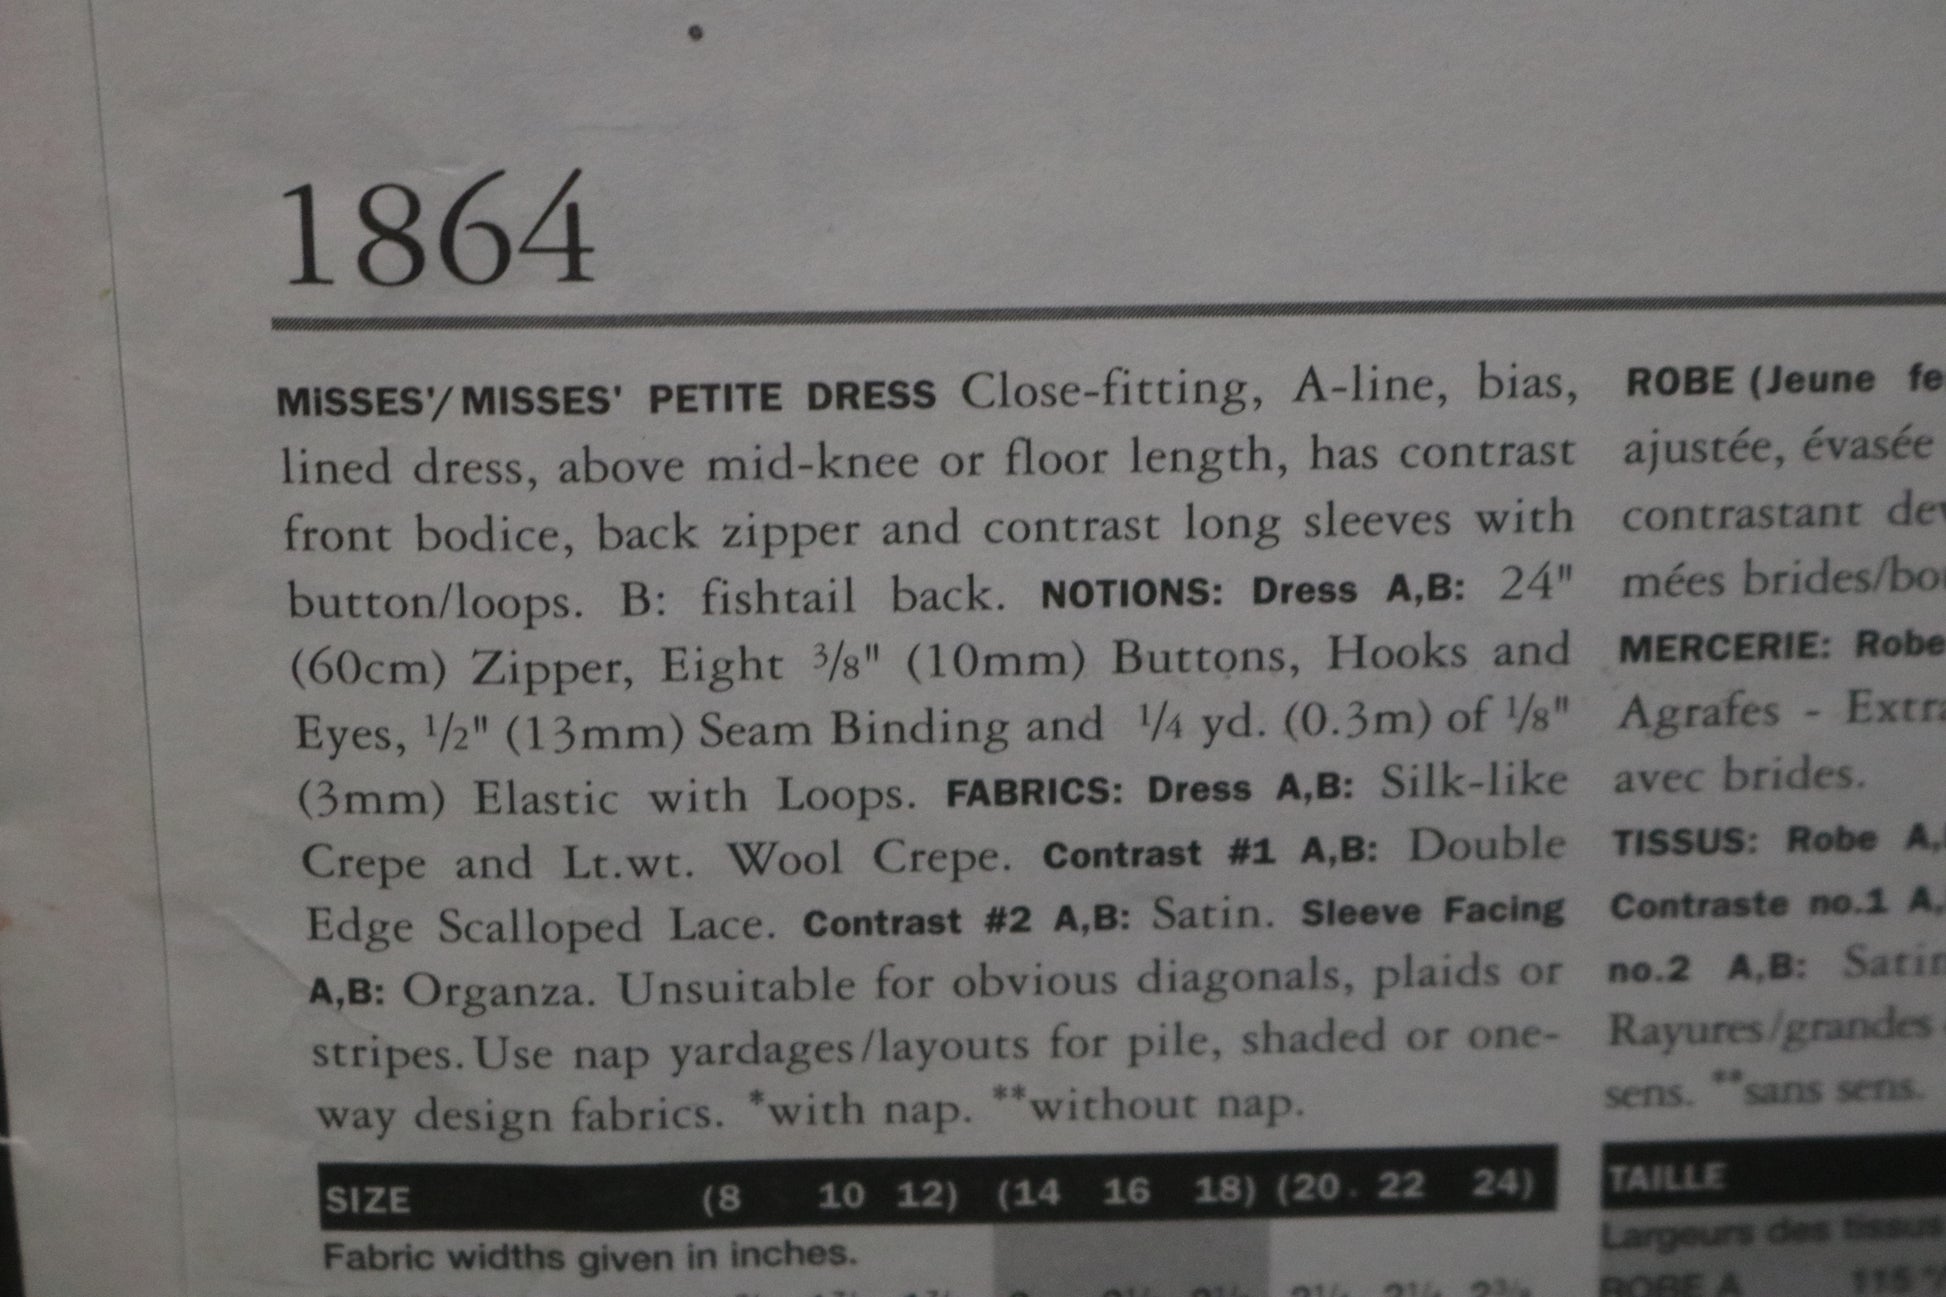 1864
MiSSES'/MISSES' PETITE DRESS Close-fitting, A-line, bias,
lined dress, above mid-knee or floor length, has contrast
front bodice, back zipper and contrast long sleeves with
button/loops. B: fishtail back. NOTIONS: Dress A,B: 24"
(60cm) Zipper, Eight 3/8" (10mm) Buttons, Hooks and
Eyes, 1/2" (13mm) Seam Binding and 1/4 yd. (0.3m) of 1/8"
(3mm) Elastic with Loops. FABRICS: Dress A,B: Silk-like
Crepe and Lt.wt. Wool Crepe. Contrast #1 A,B: Double
Edge Scalloped Lace. Contrast #2 A,B: Satin. Sleeve Facing
A,B: Organza. Unsuitable for obvious diagonals, plaids or
stripes. Use nap yardages/layouts for pile, shaded or one-
way design fabrics. *with nap. **without nap.
SIZE (8 10 12) (14 16 18) (20 22 24)
Fabric widths given in inches.
ROBE (Jeune
ajustée, évasée
contrastant
mées brides/
MERCERIE: Robe
Agrafes -
avec brides.
TISSUS: Robe A,
Contraste no.1 A,
no.2 A,B: Satin
Rayures/grandes
sens. **sans sens.
TAILLE
Largeurs des tissus
ROBE A 115